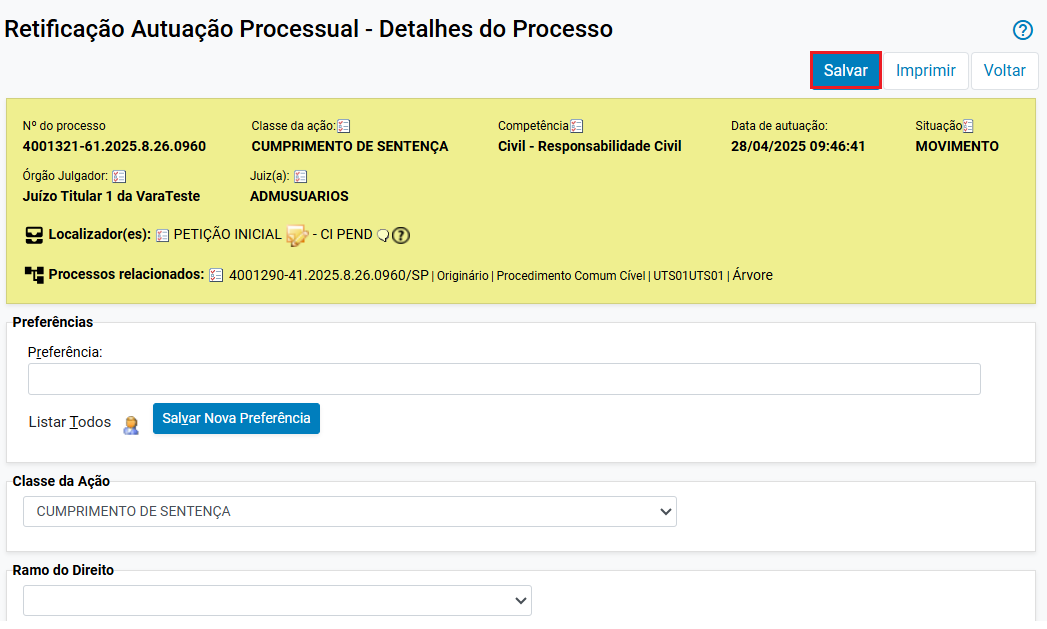 Retificação Autuação Processual - Detalhes do Processo
?
Salvar Imprimir Voltar
Nº do processo Classe da ação: Competência Data de autuação: Situação
4001321-61.2025.8.26.0960 CUMPRIMENTO DE SENTENÇA Civil - Responsabilidade Civil 28/04/2025 09:46:41 MOVIMENTO
Órgão Julgador: Juiz(a):
Juízo Titular 1 da VaraTeste ADMUSUARIOS
Localizador(es): PETIÇÃO INICIAL - CI PEND ?
Processos relacionados: 4001290-41.2025.8.26.0960/SP | Originário | Procedimento Comum Cível | UTS01UTS01 | Árvore
Preferências
Preferência:
Listar Todos Salvar Nova Preferência
Classe da Ação
CUMPRIMENTO DE SENTENÇA
Ramo do Direito